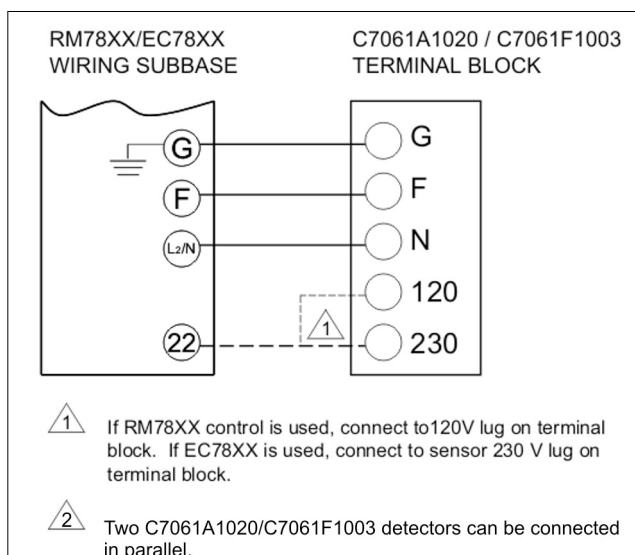 RM78XX/EC78XX
WIRING SUBBASE
C7061A1020 / C7061F1003
TERMINAL BLOCK
G
G
F
F
L2/N
N
120
1
22
230
1
If RM78XX control is used, connect to120V lug on terminal
block. If EC78XX is used, connect to sensor 230 V lug on
terminal block.
2
Two C7061A1020/C7061F1003 detectors can be connected
in parallel.